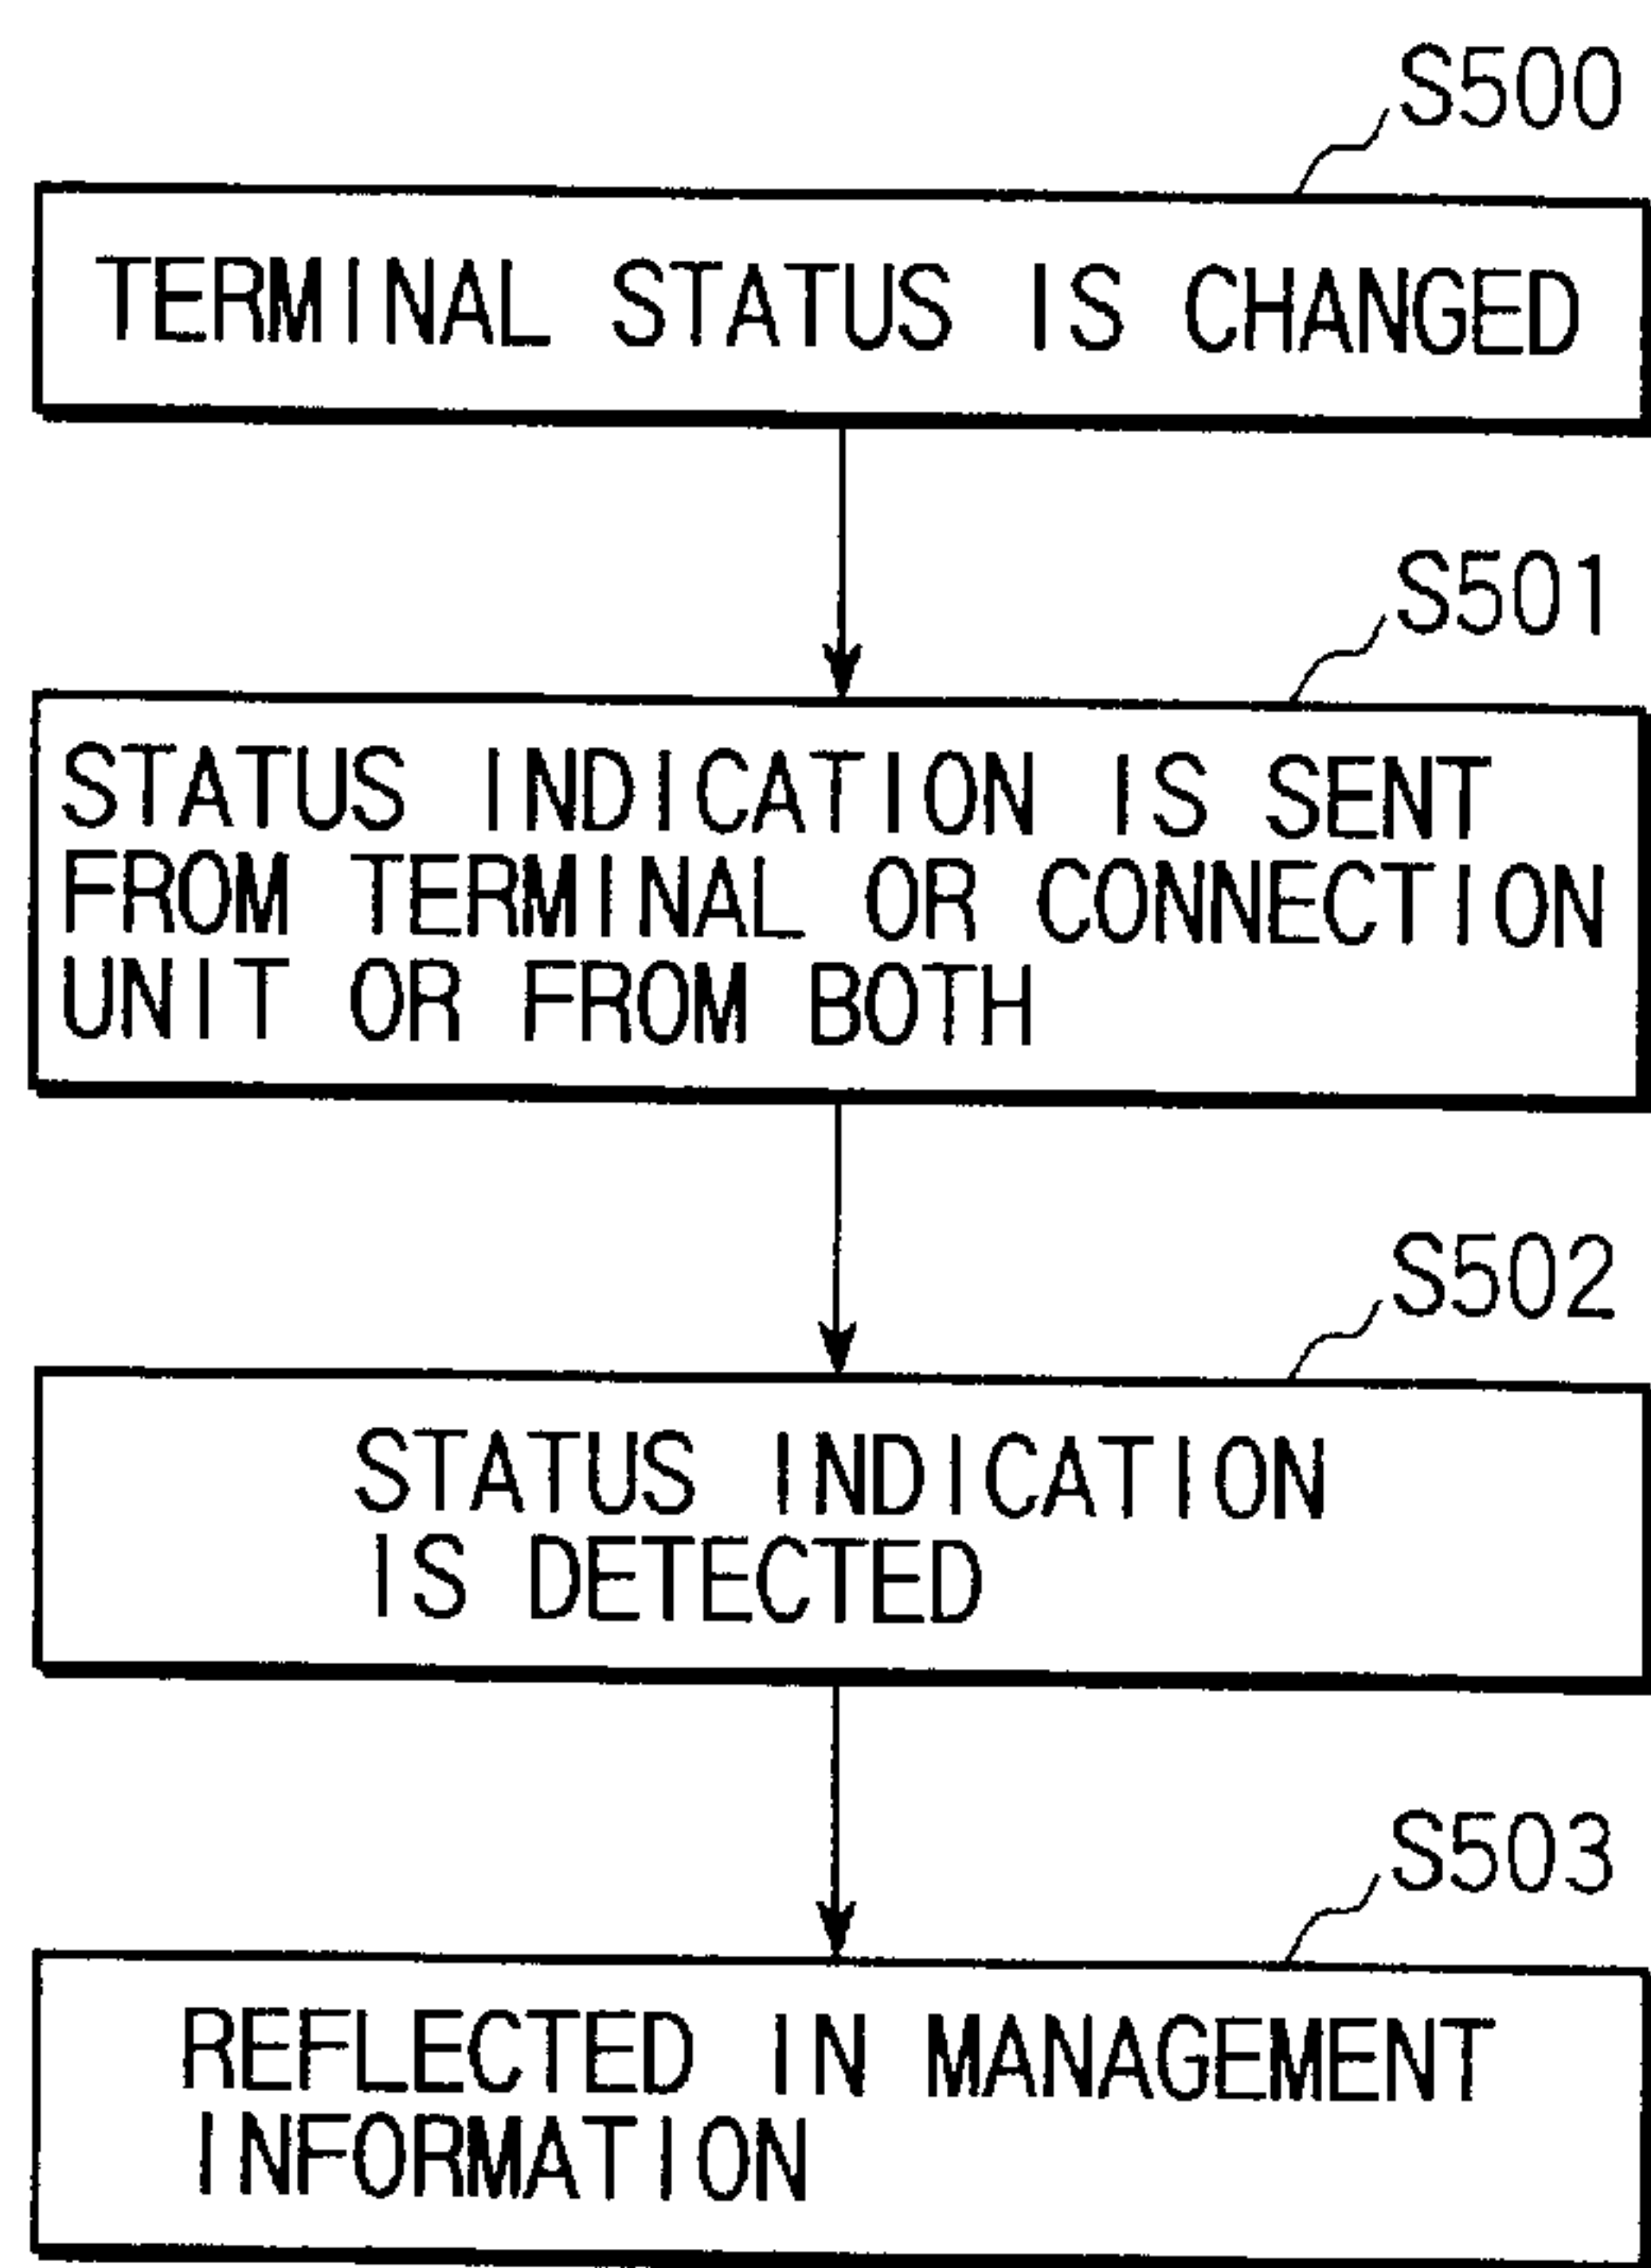 S500
TERMINAL STATUS IS CHANGED
S501
STATUS INDICATION IS SENT
FROM TERMINAL OR CONNECTION
UNIT OR FROM BOTH
S502
STATUS INDICATION
IS DETECTED
S503
REFLECTED IN MANAGEMENT
INFORMATION